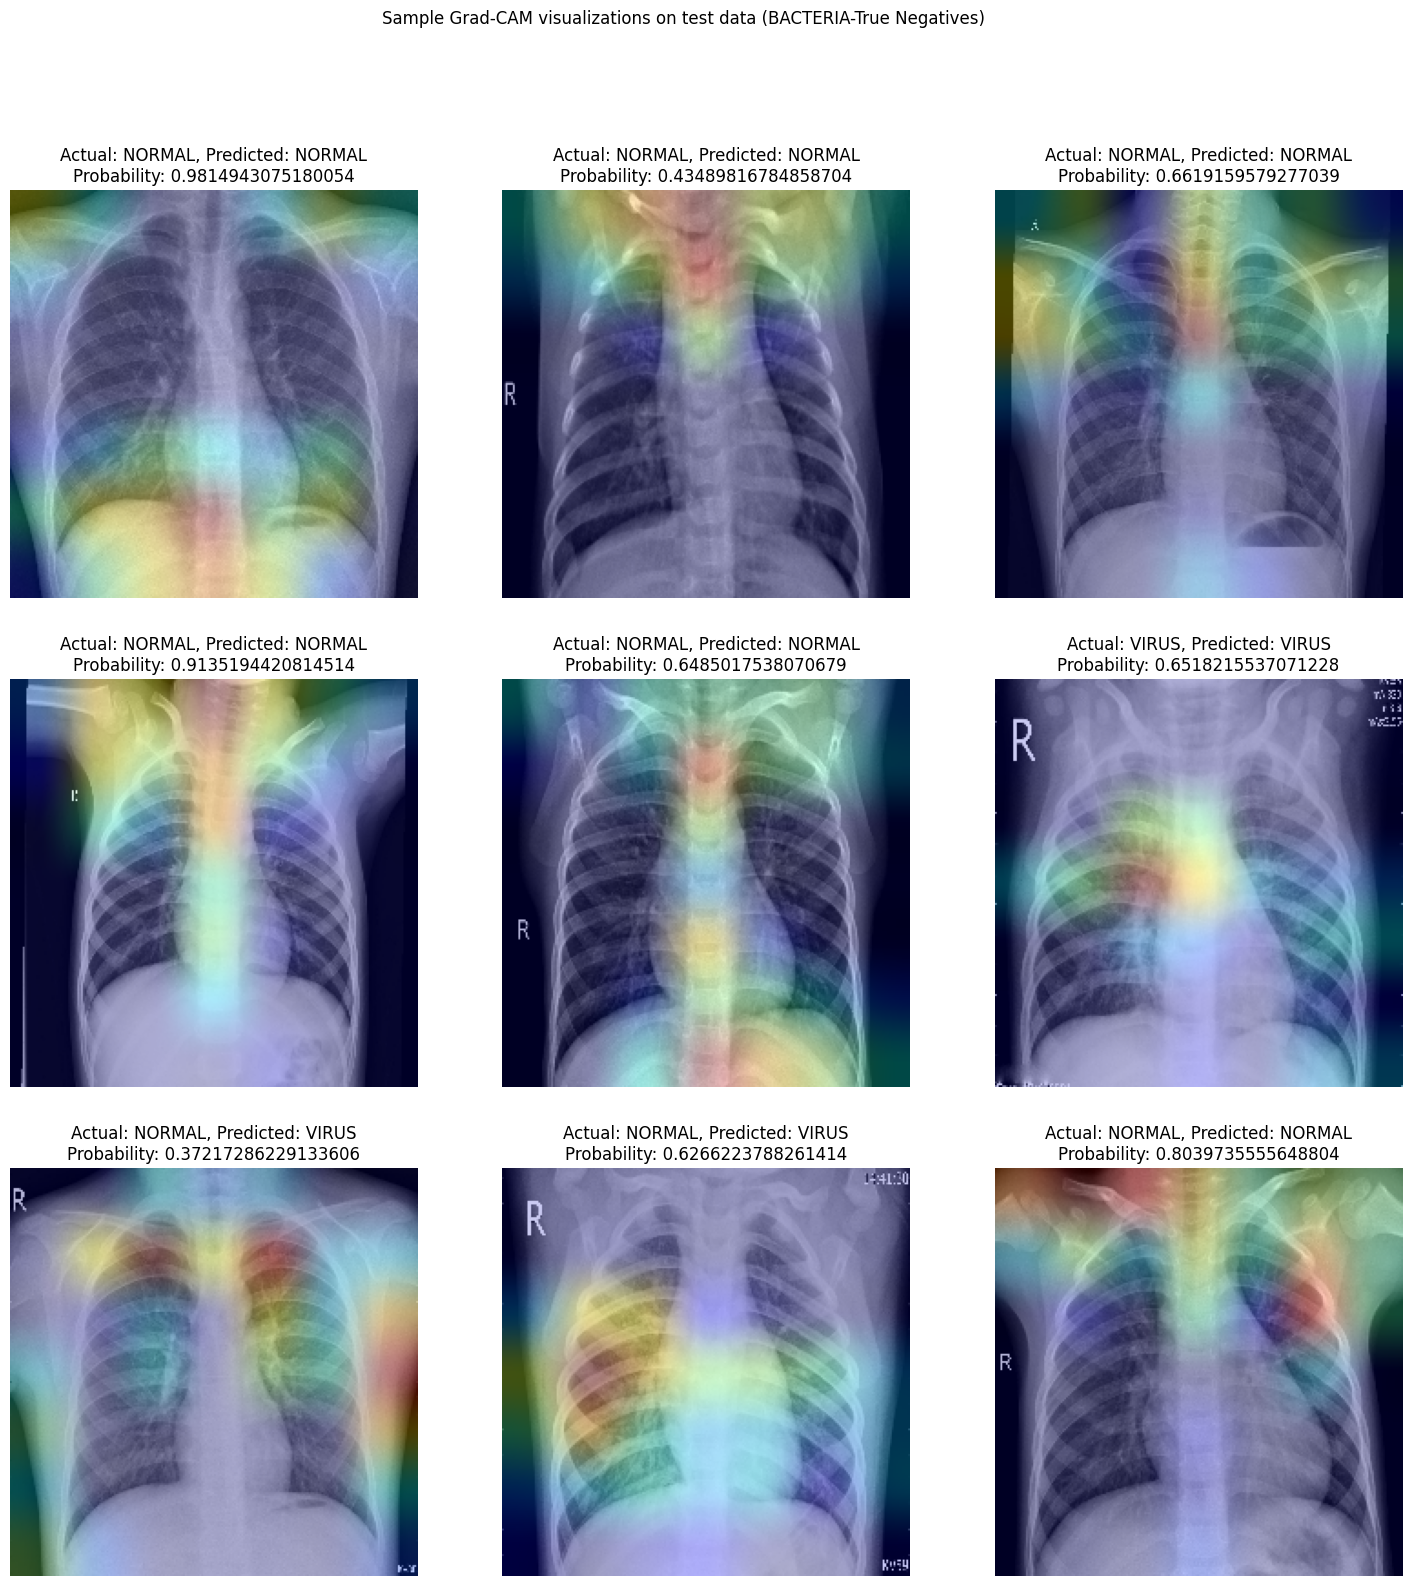 Sample Grad-CAM visualizations on test data (BACTERIA-True Negatives)
Actual: NORMAL, Predicted: NORMAL
Probability: 0.9814943075180054
Actual: NORMAL, Predicted: NORMAL
Probability: 0.43489816784858704
Actual: NORMAL, Predicted: NORMAL
Probability: 0.6619159579277039
R
Actual: NORMAL, Predicted: NORMAL
Probability: 0.9135194420814514
Actual: NORMAL, Predicted: NORMAL
Probability: 0.6485017538070679
Actual: VIRUS, Predicted: VIRUS
Probability: 0.6518215537071228
R
R
Actual: NORMAL, Predicted: VIRUS
Probability: 0.37217286229133606
Actual: NORMAL, Predicted: VIRUS
Probability: 0.6266223788261414
Actual: NORMAL, Predicted: NORMAL
Probability: 0.8039735555648804
R
R
R